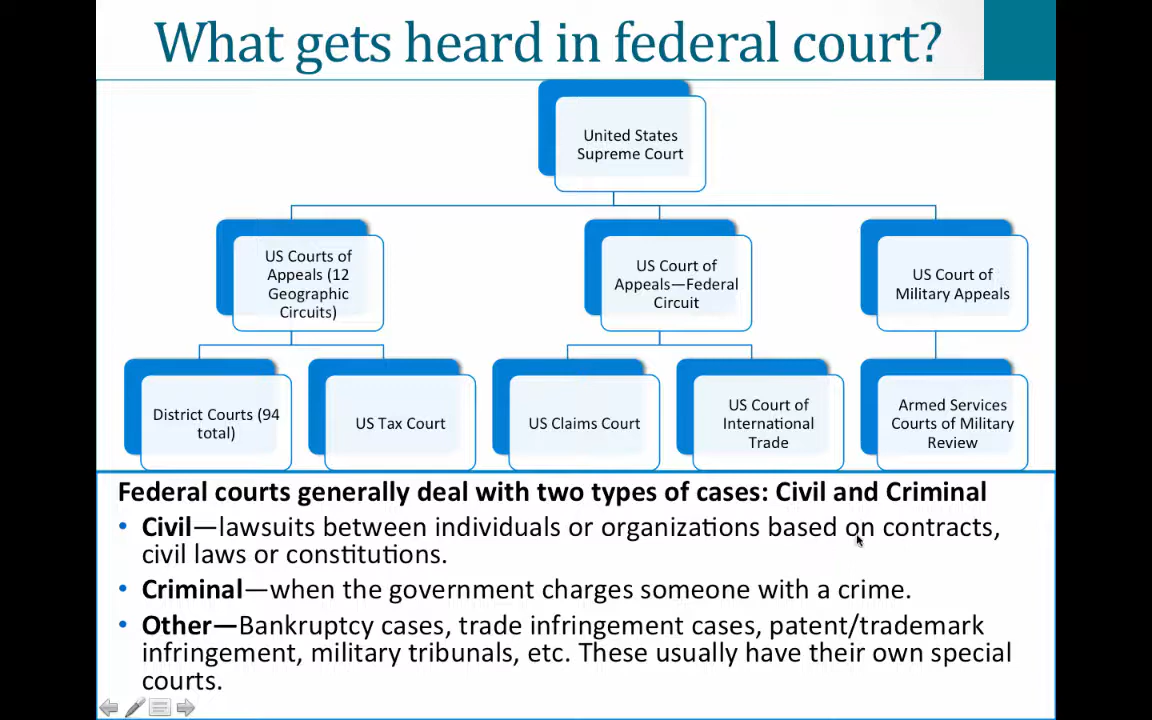 What gets heard in federal court?
United States
Supreme Court
US Courts of
Appeals (12
Geographic
Circuits)
US Court of
Appeals—Federal
Circuit
US Court of
Military Appeals
District Courts (94
total)
US Tax Court
US Claims Court
US Court of
International
Trade
Armed Services
Courts of Military
Review
Federal courts generally deal with two types of cases: Civil and Criminal
• Civil—lawsuits between individuals or organizations based on contracts,
civil laws or constitutions.
• Criminal—when the government charges someone with a crime.
• Other—Bankruptcy cases, trade infringement cases, patent/trademark
infringement, military tribunals, etc. These usually have their own special
courts.